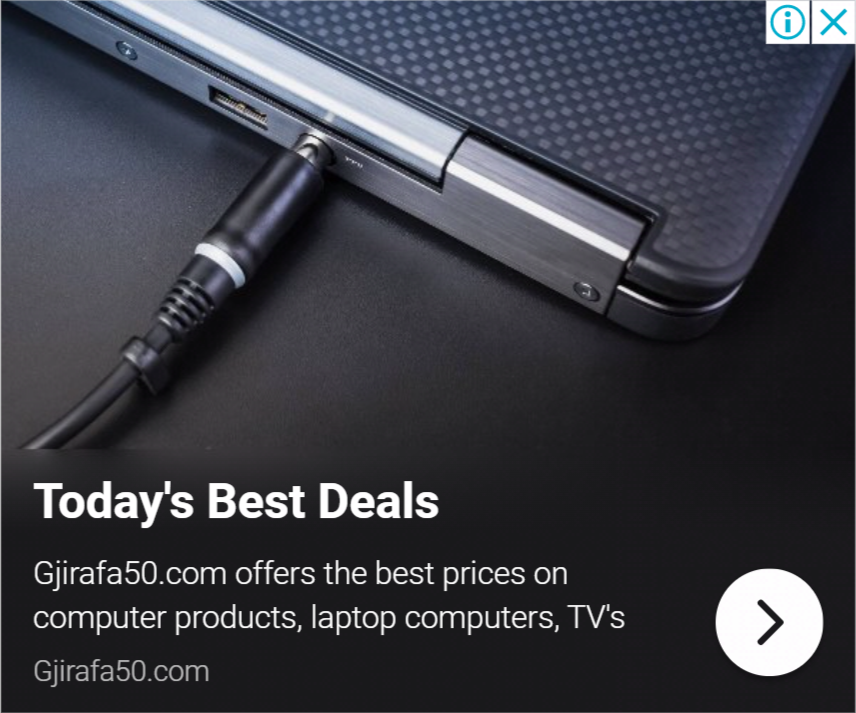 Today's Best Deals
Gjirafa50.com offers the best prices on
computer products, laptop computers, TV's
Gjirafa50.com